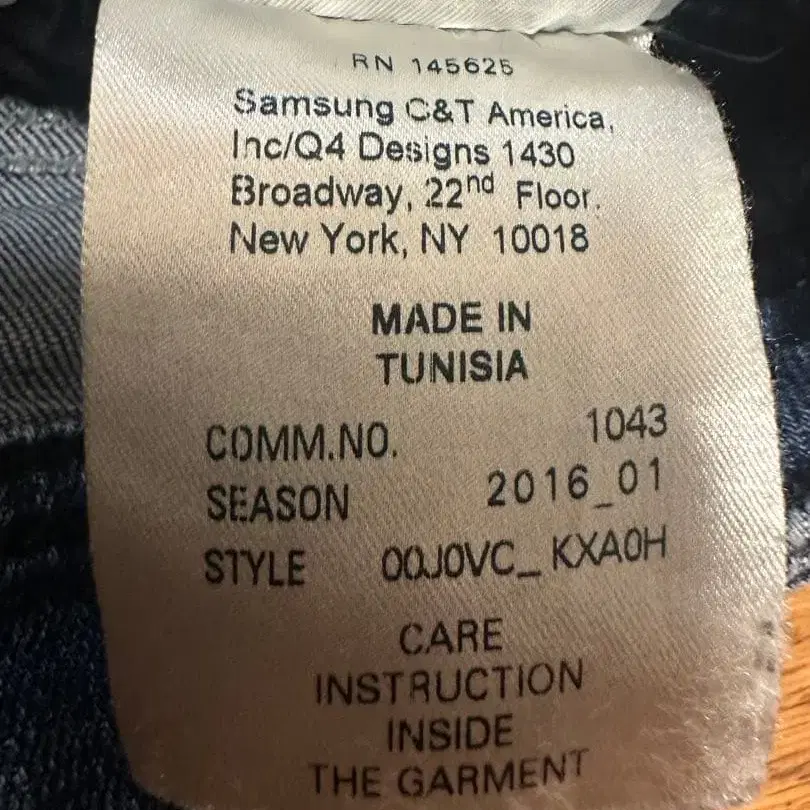 RN 145625
Samsung C&T America,
Inc/Q4 Designs 1430
Broadway, 22nd Floor.
New York, NY 10018
MADE IN
TUNISIA
COMM.NO. 1043
SEASON 2016_01
STYLE 00J0VC_KXA0H
CARE
INSTRUCTION
INSIDE
THE GARMENT